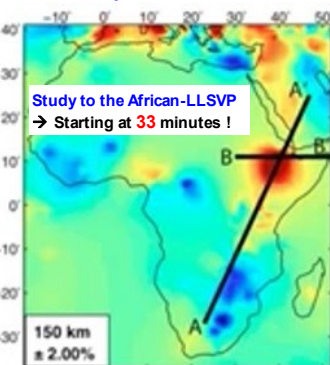 -10° 0° 10° 20° 30° 40° 50
40°
30°
Study to the African-LLSVP
→ Starting at 33 minutes !
A'
20°
B B
10°
0°
-10°
-20°
A
-30°
150 km
± 2.00%